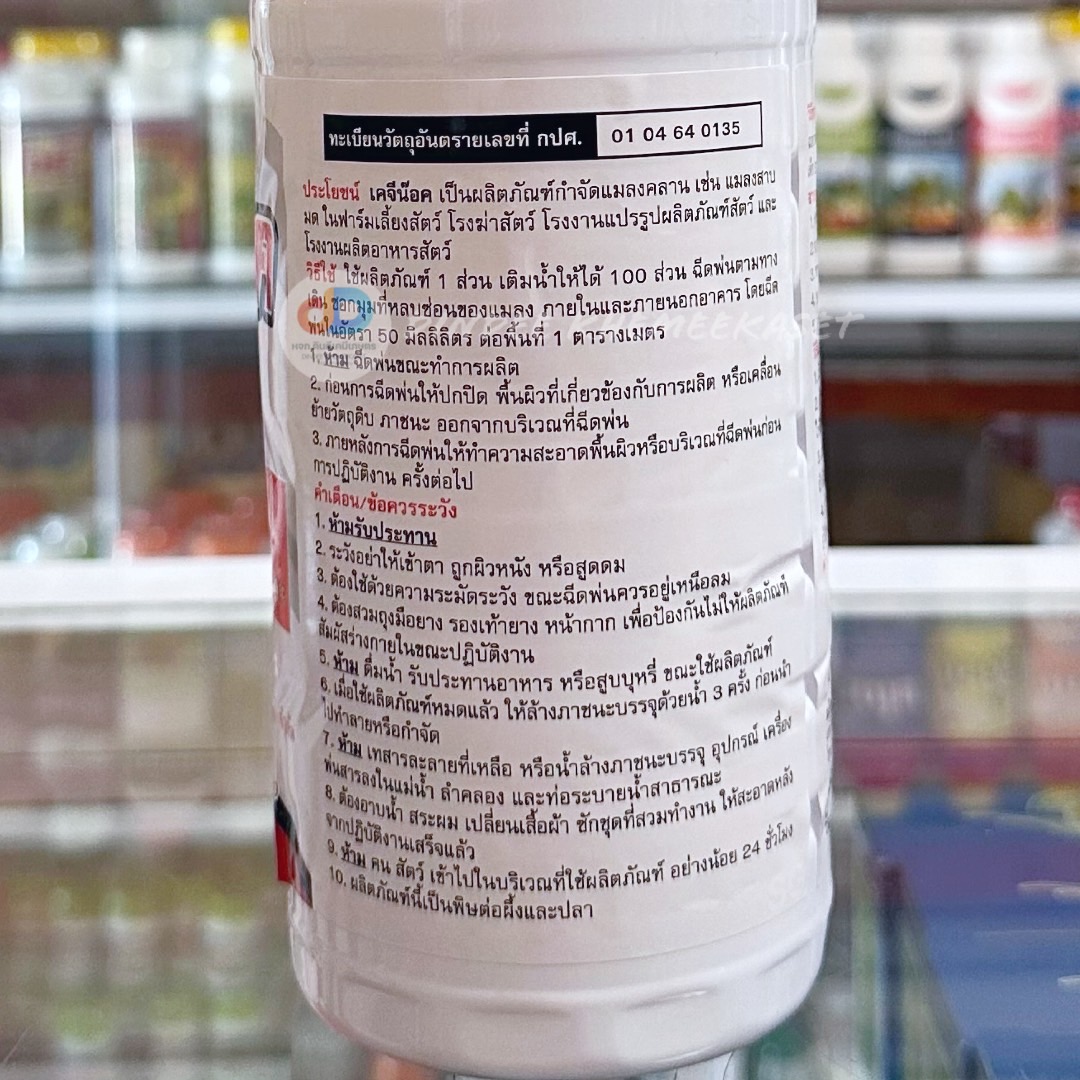 ทะเบียนวัตถุอันตรายเลขที่ กปศ. 01 04 64 0135
ประโยชน์ เคจีน๊อค เป็นผลิตภัณฑ์กำจัดแมลงคลาน เช่น แมลงสาบ
มด ในฟาร์มเลี้ยงสัตว์ โรงฆ่าสัตว์ โรงงานแปรรูปผลิตภัณฑ์สัตว์ และ
โรงงานผลิตอาหารสัตว์
วิธีใช้ ใช้ผลิตภัณฑ์ 1 ส่วน เติมน้ำให้ได้ 100 ส่วน ฉีดพ่นตามทาง
เดิน ซอกมุมที่หลบซ่อนของแมลง ภายในและภายนอกอาคาร โดยฉีด
พ่นในอัตรา 50 มิลลิลิตร ต่อพื้นที่ 1 ตารางเมตร
1. ห้าม ฉีดพ่นขณะทำการผลิต
2. ก่อนการฉีดพ่นให้ปกปิด พื้นผิวที่เกี่ยวข้องกับการผลิต หรือเคลื่อน
ย้ายวัตถุดิบ ภาชนะ ออกจากบริเวณที่ฉีดพ่น
3. ภายหลังการฉีดพ่นให้ทำความสะอาดพื้นผิวหรือบริเวณที่ฉีดพ่นก่อน
การปฏิบัติงาน ครั้งต่อไป
คำเตือน/ข้อควรระวัง
1. ห้ามรับประทาน
2. ระวังอย่าให้เข้าตา ถูกผิวหนัง หรือสูดดม
3. ต้องใช้ด้วยความระมัดระวัง ขณะฉีดพ่นควรอยู่เหนือลม
4. ต้องสวมถุงมือยาง รองเท้ายาง หน้ากาก เพื่อป้องกันไม่ให้ผลิตภัณฑ์
สัมผัสร่างกายในขณะปฏิบัติงาน
5. ห้าม ดื่มน้ำ รับประทานอาหาร หรือสูบบุหรี่ ขณะใช้ผลิตภัณฑ์
6. เมื่อใช้ผลิตภัณฑ์หมดแล้ว ให้ล้างภาชนะบรรจุด้วยน้ำ 3 ครั้ง ก่อนนำ
ไปทำลายหรือกำจัด
7. ห้าม เทสารละลายที่เหลือ หรือน้ำล้างภาชนะบรรจุ อุปกรณ์ เครื่อง
พ่นสารลงในแม่น้ำ ลำคลอง และท่อระบายน้ำสาธารณะ
8. ต้องอาบน้ำ สระผม เปลี่ยนเสื้อผ้า ซักชุดที่สวมทำงาน ให้สะอาดหลัง
จากปฏิบัติงานเสร็จแล้ว
9. ห้าม คน สัตว์ เข้าไปในบริเวณที่ใช้ผลิตภัณฑ์ อย่างน้อย 24 ชั่วโมง
10. ผลิตภัณฑ์นี้เป็นพิษต่อผึ้งและปลา